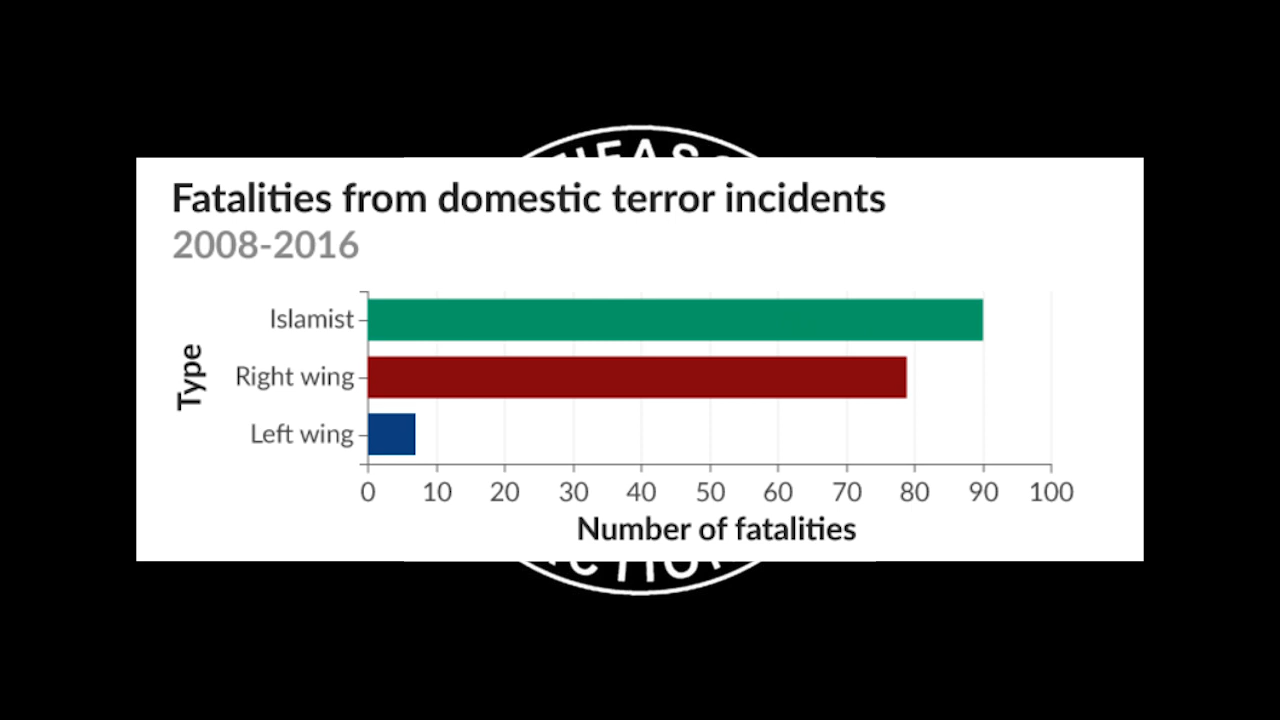 Fatalities from domestic terror incidents
2008-2016
Type
Islamist
Right wing
Left wing
0 10 20 30 40 50 60 70 80 90 100
Number of fatalities